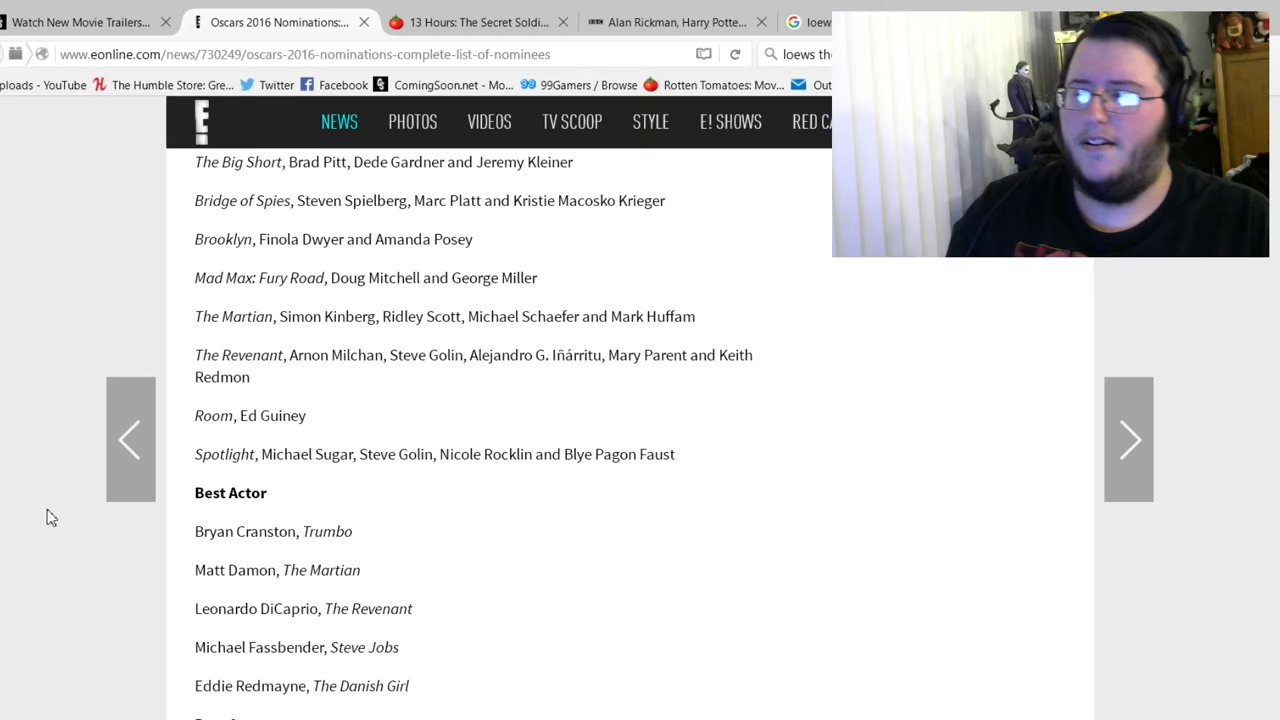 Watch New Movie Trailers...
Oscars 2016 Nominations:...
13 Hours: The Secret Soldi...
Alan Rickman, Harry Potte...
loew
www.eonline.com/news/730249/oscars-2016-nominations-complete-list-of-nominees
loews the
ploads - YouTube
The Humble Store: Gre...
Twitter
Facebook
ComingSoon.net - Mo...
99Gamers / Browse
Rotten Tomatoes: Mov...
Out
E!
NEWS
PHOTOS
VIDEOS
TV SCOOP
STYLE
E! SHOWS
RED CA
The Big Short, Brad Pitt, Dede Gardner and Jeremy Kleiner
Bridge of Spies, Steven Spielberg, Marc Platt and Kristie Macosko Krieger
Brooklyn, Finola Dwyer and Amanda Posey
Mad Max: Fury Road, Doug Mitchell and George Miller
The Martian, Simon Kinberg, Ridley Scott, Michael Schaefer and Mark Huffam
The Revenant, Arnon Milchan, Steve Golin, Alejandro G. Iñárritu, Mary Parent and Keith
Redmon
Room, Ed Guiney
Spotlight, Michael Sugar, Steve Golin, Nicole Rocklin and Blye Pagon Faust
Best Actor
Bryan Cranston, Trumbo
Matt Damon, The Martian
Leonardo DiCaprio, The Revenant
Michael Fassbender, Steve Jobs
Eddie Redmayne, The Danish Girl